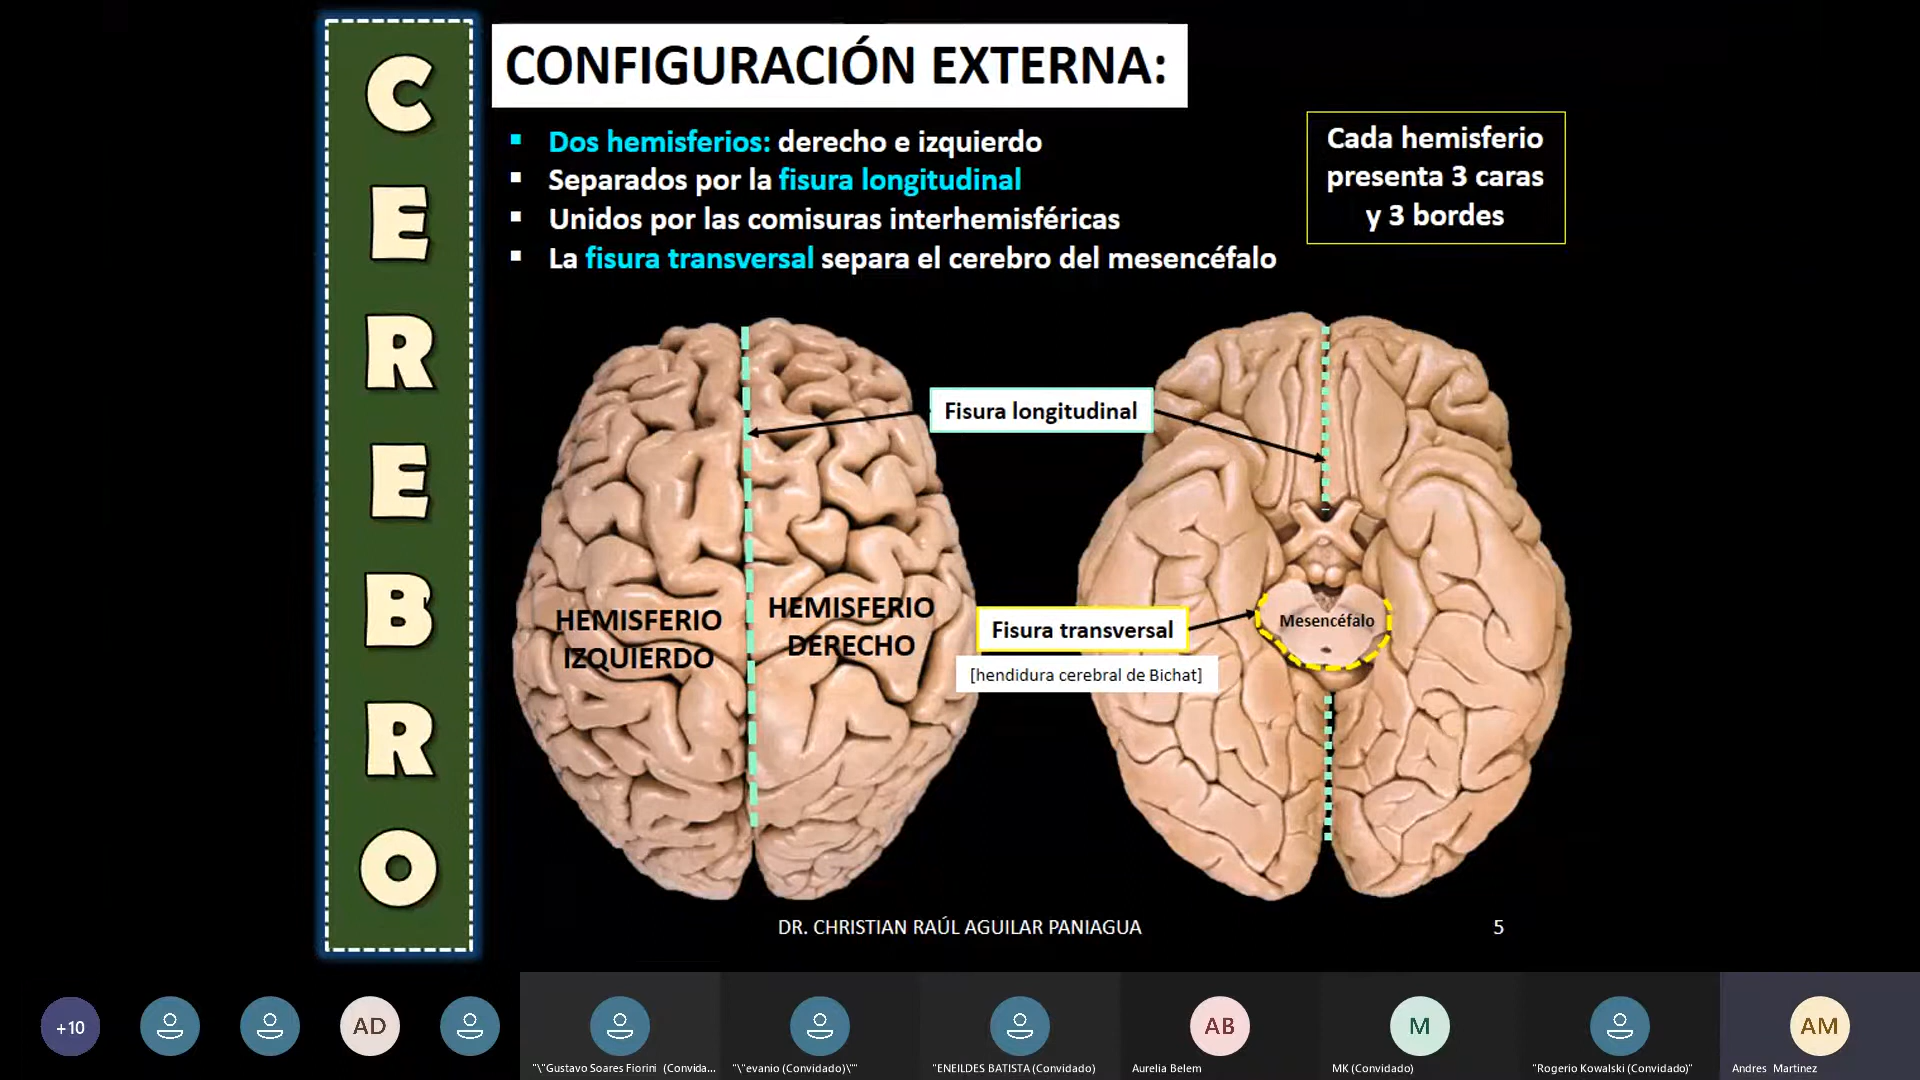 CEREBRO
CONFIGURACIÓN EXTERNA:
Dos hemisferios: derecho e izquierdo
Separados por la fisura longitudinal
Unidos por las comisuras interhemisféricas
La fisura transversal separa el cerebro del mesencéfalo
Cada hemisferio
presenta 3 caras
y 3 bordes
Fisura longitudinal
HEMISFERIO
IZQUIERDO
HEMISFERIO
DERECHO
Fisura transversal
[hendidura cerebral de Bichat]
Mesencéfalo
DR. CHRISTIAN RAÚL AGUILAR PANIAGUA
5
+10
AD
AB
M
AM
"\"Gustavo Soares Fiorini (Convida...
"\"evanio (Convidado)\""
"ENEILDES BATISTA (Convidado)
Aurelia Belem
MK (Convidado)
"Rogerio Kowalski (Convidado)"
Andres Martinez